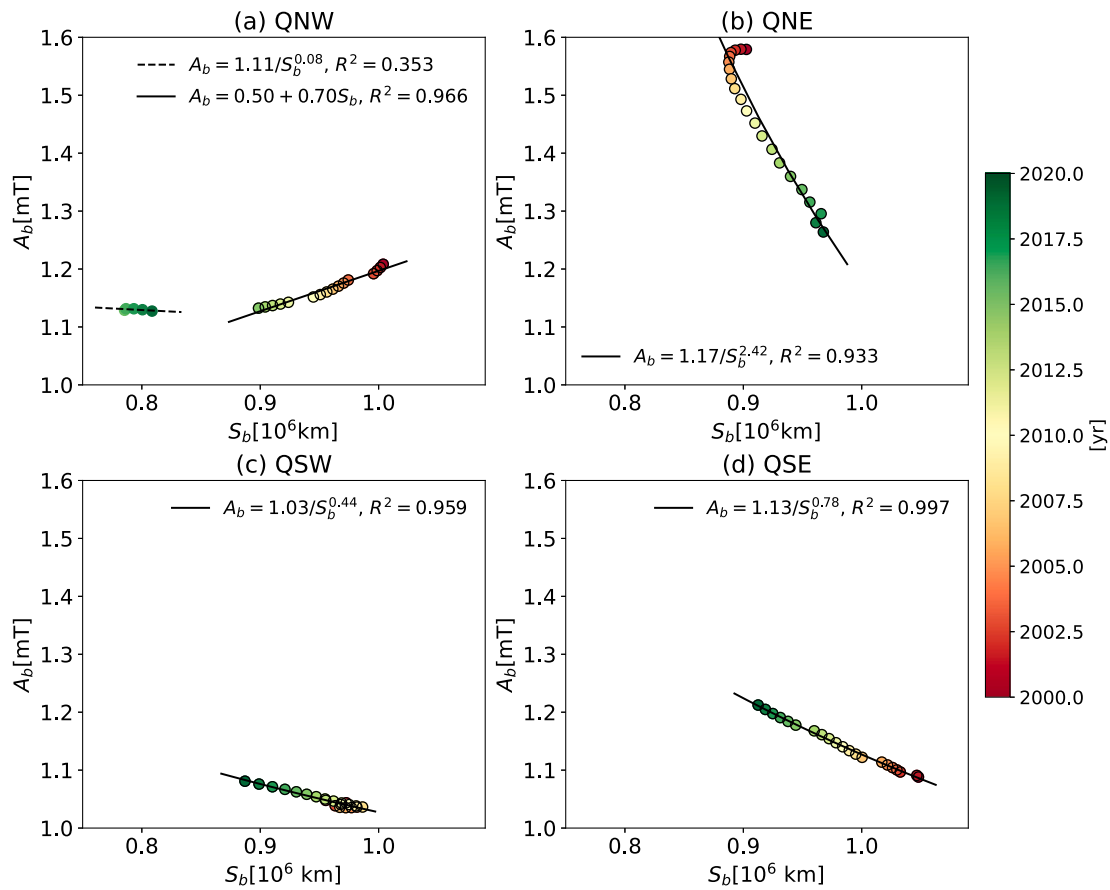 (a) QNW
A_b = 1.11/S_b^0.08, R^2 = 0.353
A_b = 0.50 + 0.70S_b, R^2 = 0.966
1.6
1.5
1.4
1.3
1.2
1.1
1.0
A_b[mT]
0.8 0.9 1.0
S_b[10^6km]
(b) QNE
1.6
1.5
1.4
1.3
1.2
1.1
1.0
A_b[mT]
A_b = 1.17/S_b^2.42, R^2 = 0.933
0.8 0.9 1.0
S_b[10^6km]
(c) QSW
A_b = 1.03/S_b^0.44, R^2 = 0.959
1.6
1.5
1.4
1.3
1.2
1.1
1.0
A_b[mT]
0.8 0.9 1.0
S_b[10^6 km]
(d) QSE
A_b = 1.13/S_b^0.78, R^2 = 0.997
1.6
1.5
1.4
1.3
1.2
1.1
1.0
A_b[mT]
0.8 0.9 1.0
S_b[10^6 km]
2020.0
2017.5
2015.0
2012.5
2010.0
2007.5
2005.0
2002.5
2000.0
[yr]